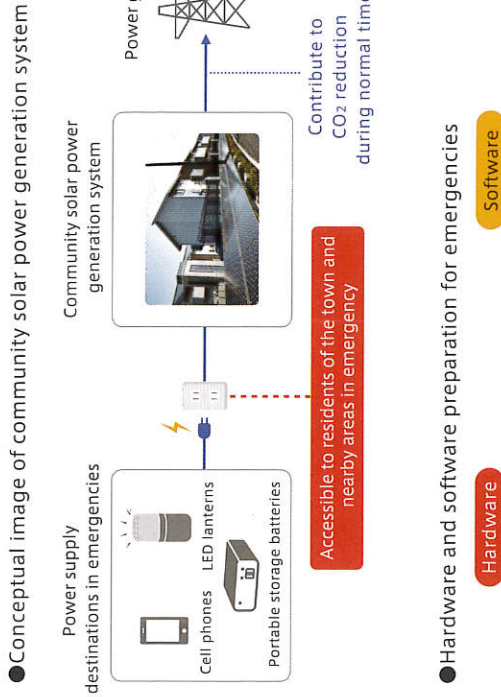 ●Conceptual image of community solar power generation system
Power supply
destinations in emergencies
Cell phones
LED lanterns
Portable storage batteries
Community solar power
generation system
Power
Accessible to residents of the town and
nearby areas in emergency
Contribute to
CO2 reduction
during normal time
●Hardware and software preparation for emergencies
Hardware
Software